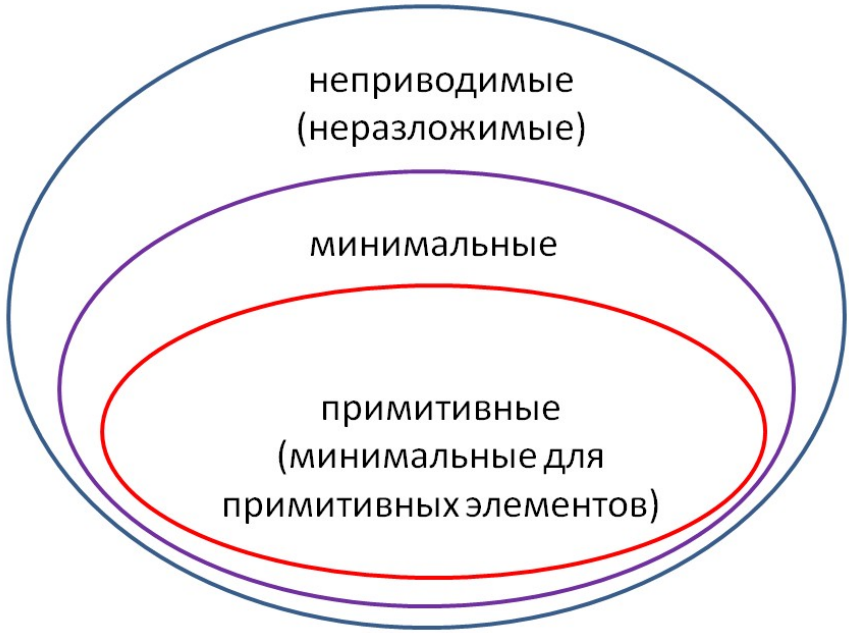 неприводимые
(неразложимые)
минимальные
примитивные
(минимальные для
примитивных элементов)